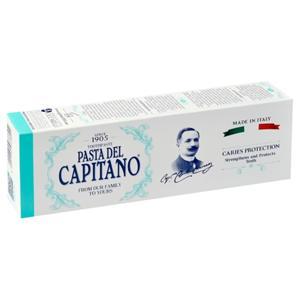 SINCE
1905
TOOTHPASTE
PASTA DEL
CAPITANO
FROM OUR FAMILY
TO YOURS
MADE IN ITALY
CARIES PROTECTION
Strengthens and Protects
Teeth